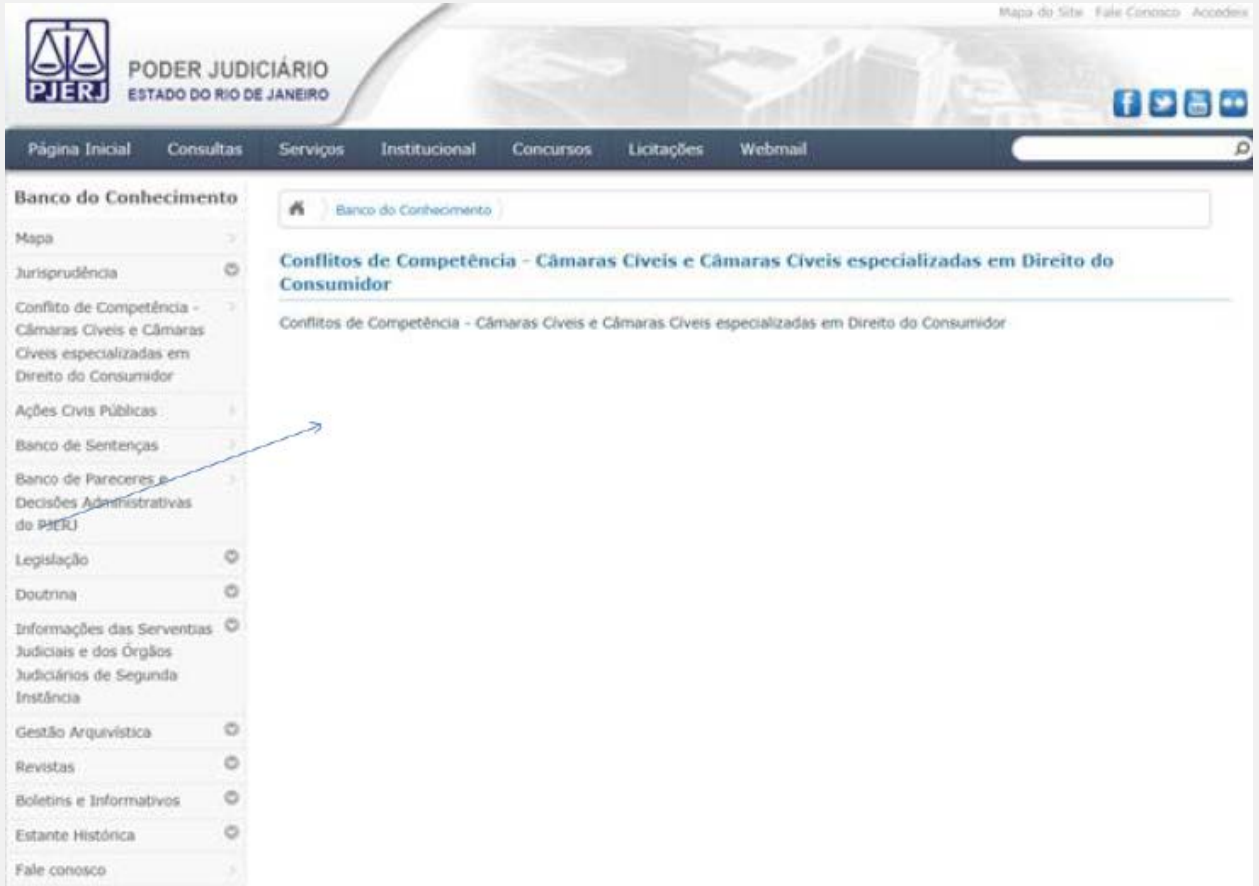 Mapa do Site Fale Conosco
PJERJ
PODER JUDICIÁRIO
ESTADO DO RIO DE JANEIRO
Página Inicial Consultas Serviços Institucional Concursos Licitações Webmail
Banco do Conhecimento
Mapa
Jurisprudência
Conflito de Competência -
Câmaras Cíveis e Câmaras
Cíveis especializadas em
Direito do Consumidor
Ações Civis Públicas
Banco de Sentenças
Banco de Pareceres e
Decisões Administrativas
do PJERJ
Legislação
Doutrina
Informações das Serventias
Judiciais e dos Órgãos
Judiciários de Segunda
Instância
Gestão Arquivística
Revistas
Boletins e Informativos
Estante Histórica
Fale conosco
Banco do Conhecimento
Conflitos de Competência - Câmaras Cíveis e Câmaras Cíveis especializadas em Direito do
Consumidor
Conflitos de Competência - Câmaras Cíveis e Câmaras Cíveis especializadas em Direito do Consumidor